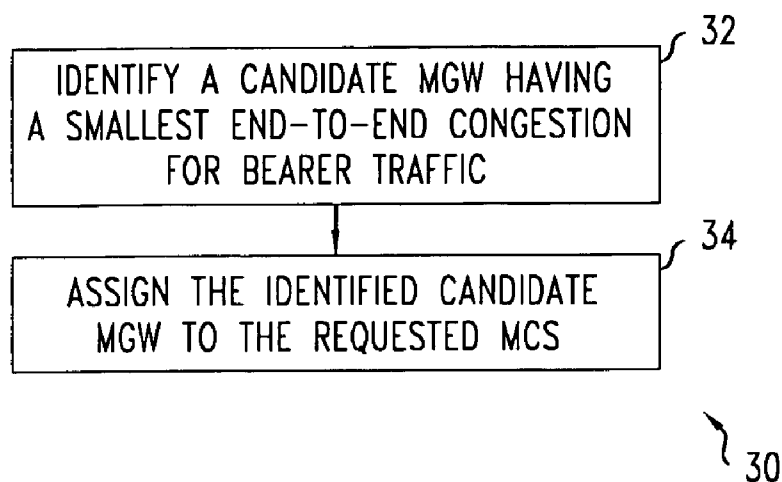 32
IDENTIFY A CANDIDATE MGW HAVING
A SMALLEST END-TO-END CONGESTION
FOR BEARER TRAFFIC
34
ASSIGN THE IDENTIFIED CANDIDATE
MGW TO THE REQUESTED MCS
30